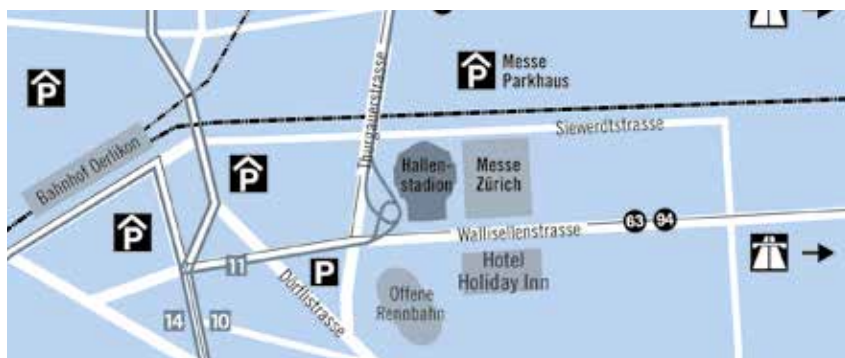 P
Messe
Parkhaus
P
Thurgauerstrasse
Siewerdtstrasse
Bahnhof Oerlikon
P
Hallen-
stadion
Messe
Zürich
P
63
94
Wallisellenstrasse
11
P
Dörflistrasse
Hotel
Holiday Inn
Offene
Rennbahn
14
10